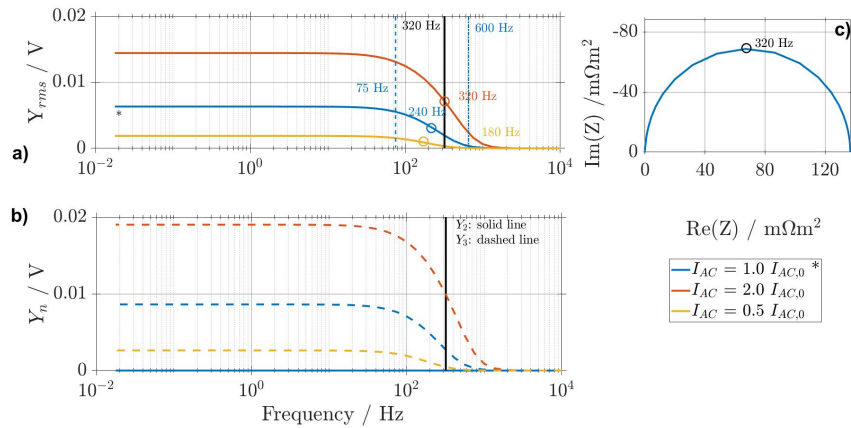 0.02
0.01
0
Y_rms / V
320 Hz
600 Hz
75 Hz
240 Hz
320 Hz
180 Hz
*
a)
10^-2
10^0
10^2
10^4
c)
-80
-40
0
Im(Z) /mΩm^2
320 Hz
0
40
80
120
Re(Z) / mΩm^2
b)
0.02
0.01
0
Y_n / V
Y_2: solid line
Y_3: dashed line
10^-2
10^0
10^2
10^4
Frequency / Hz
I_AC = 1.0 I_AC,0 *
I_AC = 2.0 I_AC,0
I_AC = 0.5 I_AC,0